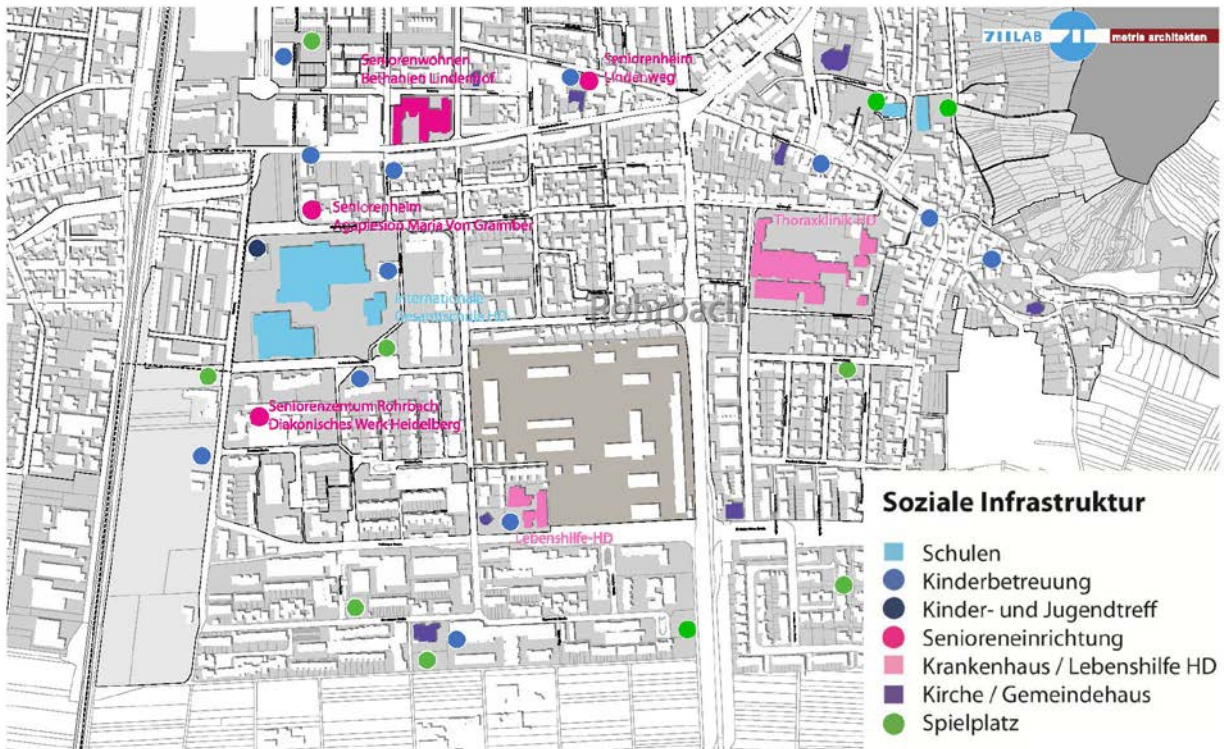 711LAB
metris architekten
Seniorenwohnen
Bethanien Lindenhof
Seniorenheim
Lindenweg
Seniorenheim
Agaplesion Maria Von Graimber
Thoraxklinik-HD
Internationale
Gesamtschule-HD
Rohrbach
Seniorenzentrum Rohrbach
Diakonisches Werk Heidelberg
Lebenshilfe-HD
Soziale Infrastruktur
Schulen
Kinderbetreuung
Kinder- und Jugendtreff
Senioreneinrichtung
Krankenhaus / Lebenshilfe HD
Kirche / Gemeindehaus
Spielplatz